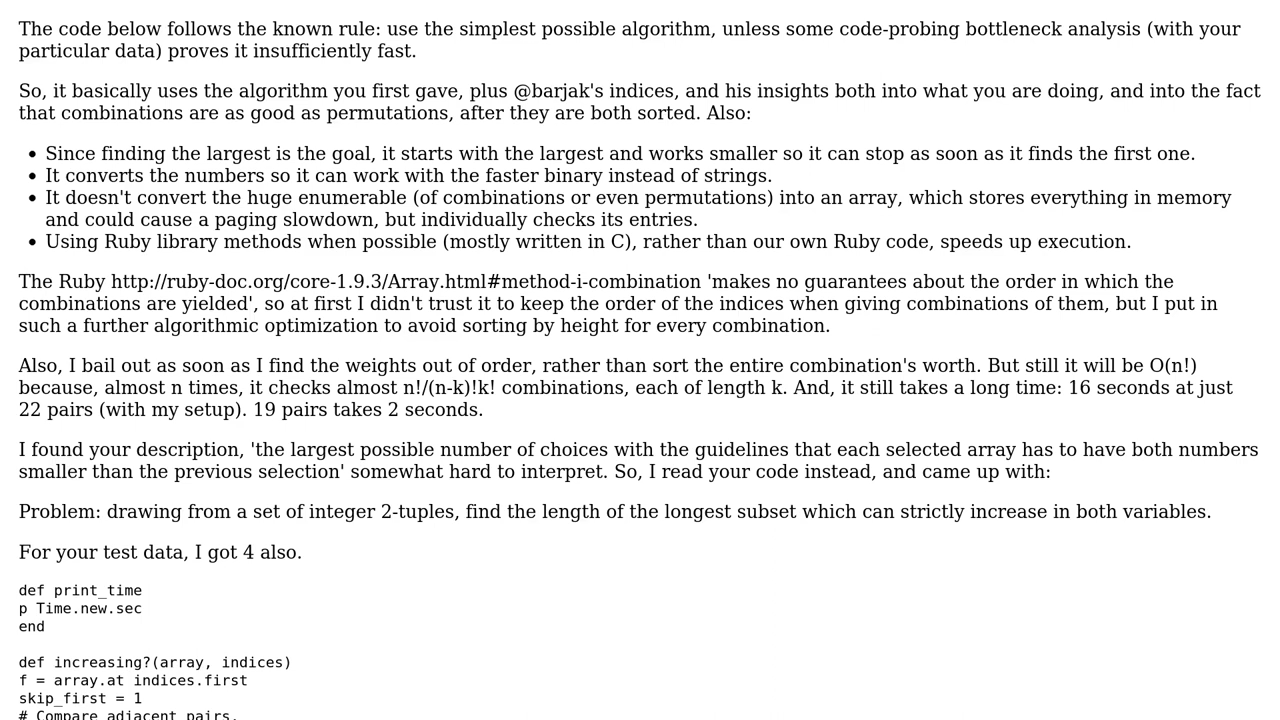 The code below follows the known rule: use the simplest possible algorithm, unless some code-probing bottleneck analysis (with your
particular data) proves it insufficiently fast.
So, it basically uses the algorithm you first gave, plus @barjak's indices, and his insights both into what you are doing, and into the fact
that combinations are as good as permutations, after they are both sorted. Also:
• Since finding the largest is the goal, it starts with the largest and works smaller so it can stop as soon as it finds the first one.
• It converts the numbers so it can work with the faster binary instead of strings.
• It doesn't convert the huge enumerable (of combinations or even permutations) into an array, which stores everything in memory
and could cause a paging slowdown, but individually checks its entries.
• Using Ruby library methods when possible (mostly written in C), rather than our own Ruby code, speeds up execution.
The Ruby http://ruby-doc.org/core-1.9.3/Array.html#method-i-combination 'makes no guarantees about the order in which the
combinations are yielded', so at first I didn't trust it to keep the order of the indices when giving combinations of them, but I put in
such a further algorithmic optimization to avoid sorting by height for every combination.
Also, I bail out as soon as I find the weights out of order, rather than sort the entire combination's worth. But still it will be O(n!)
because, almost n times, it checks almost n!/(n-k)!k! combinations, each of length k. And, it still takes a long time: 16 seconds at just
22 pairs (with my setup). 19 pairs takes 2 seconds.
I found your description, 'the largest possible number of choices with the guidelines that each selected array has to have both numbers
smaller than the previous selection' somewhat hard to interpret. So, I read your code instead, and came up with:
Problem: drawing from a set of integer 2-tuples, find the length of the longest subset which can strictly increase in both variables.
For your test data, I got 4 also.
def print_time
p Time.new.sec
end
def increasing?(array, indices)
f = array.at indices.first
skip_first = 1
# Compare adjacent pairs.